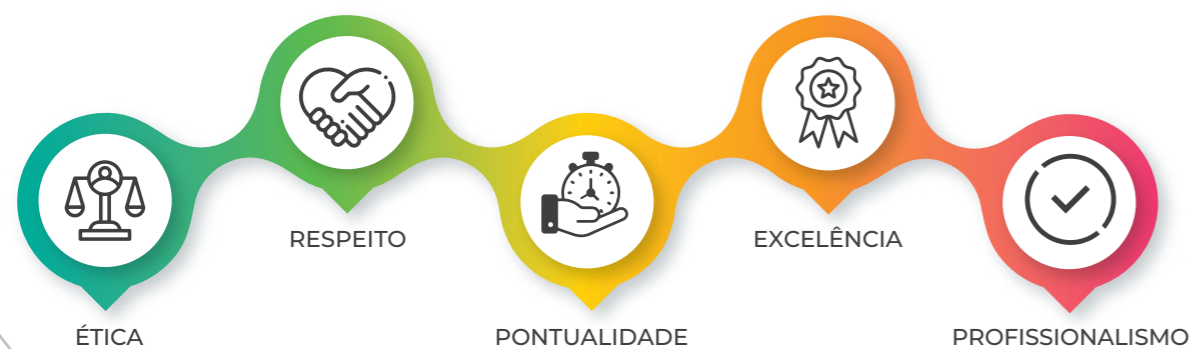 ÉTICA
RESPEITO
PONTUALIDADE
EXCELÊNCIA
PROFISSIONALISMO